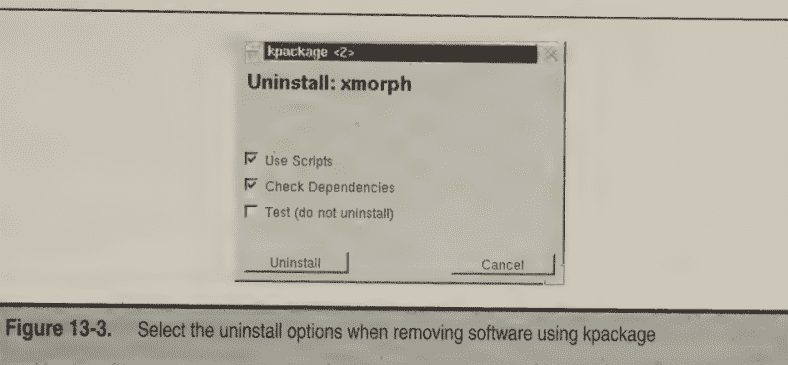 kpackage <2>
Uninstall: xmorph
Use Scripts
Check Dependencies
Test (do not uninstall)
Uninstall Cancel
Figure 13-3. Select the uninstall options when removing software using kpackage